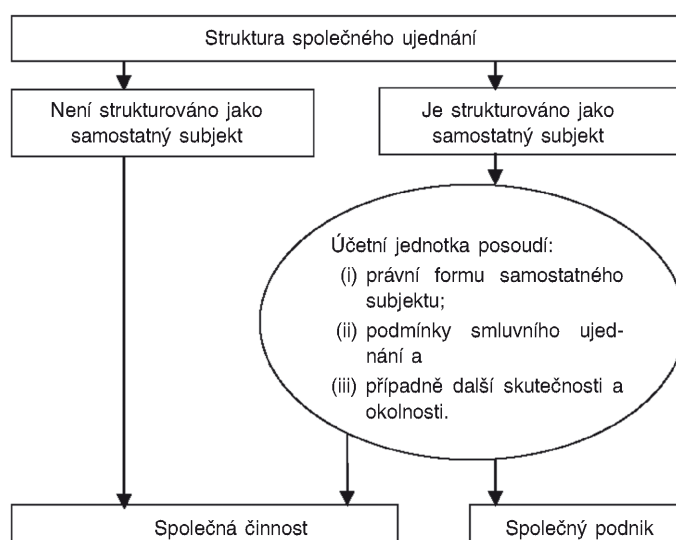 Struktura společného ujednání
Není strukturováno jako
samostatný subjekt
Je strukturováno jako
samostatný subjekt
Účetní jednotka posoudí:
(i) právní formu samostatného
subjektu;
(ii) podmínky smluvního ujed-
nání a
(iii) případně další skutečnosti a
okolnosti.
Společná činnost
Společný podnik